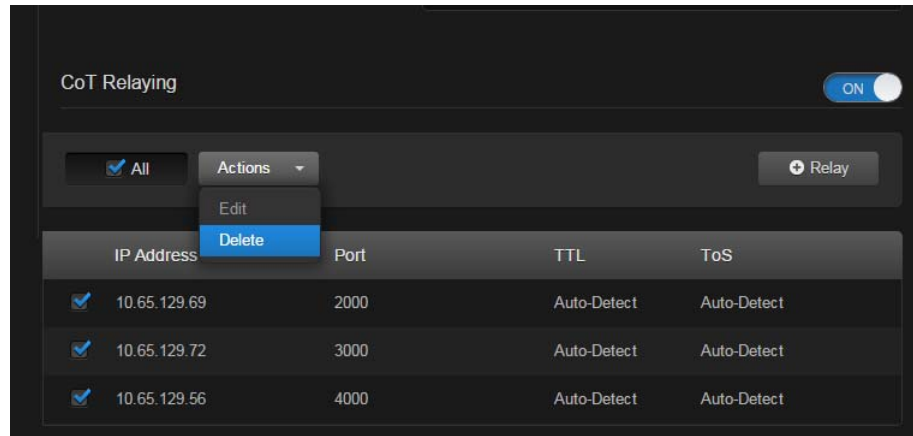 CoT Relaying
ON
All Actions Relay
Edit
Delete
IP Address Port TTL ToS
10.65.129.69 2000 Auto-Detect Auto-Detect
10.65.129.72 3000 Auto-Detect Auto-Detect
10.65.129.56 4000 Auto-Detect Auto-Detect